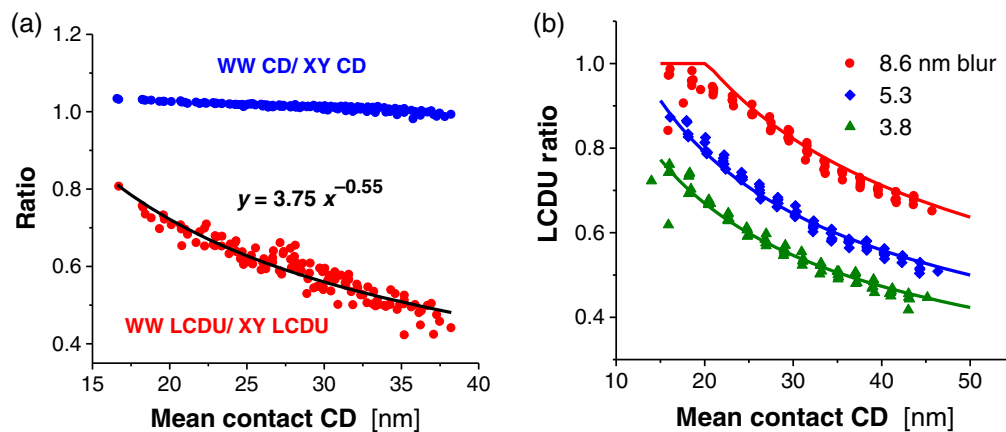 (a)
1.2
1.0
0.8
0.6
0.4
Ratio
WW CD/ XY CD
y = 3.75 x^–0.55
WW LCDU/ XY LCDU
15 20 25 30 35 40
Mean contact CD [nm]
(b)
1.0
0.8
0.6
0.4
LCDU ratio
8.6 nm blur
5.3
3.8
10 20 30 40 50
Mean contact CD [nm]